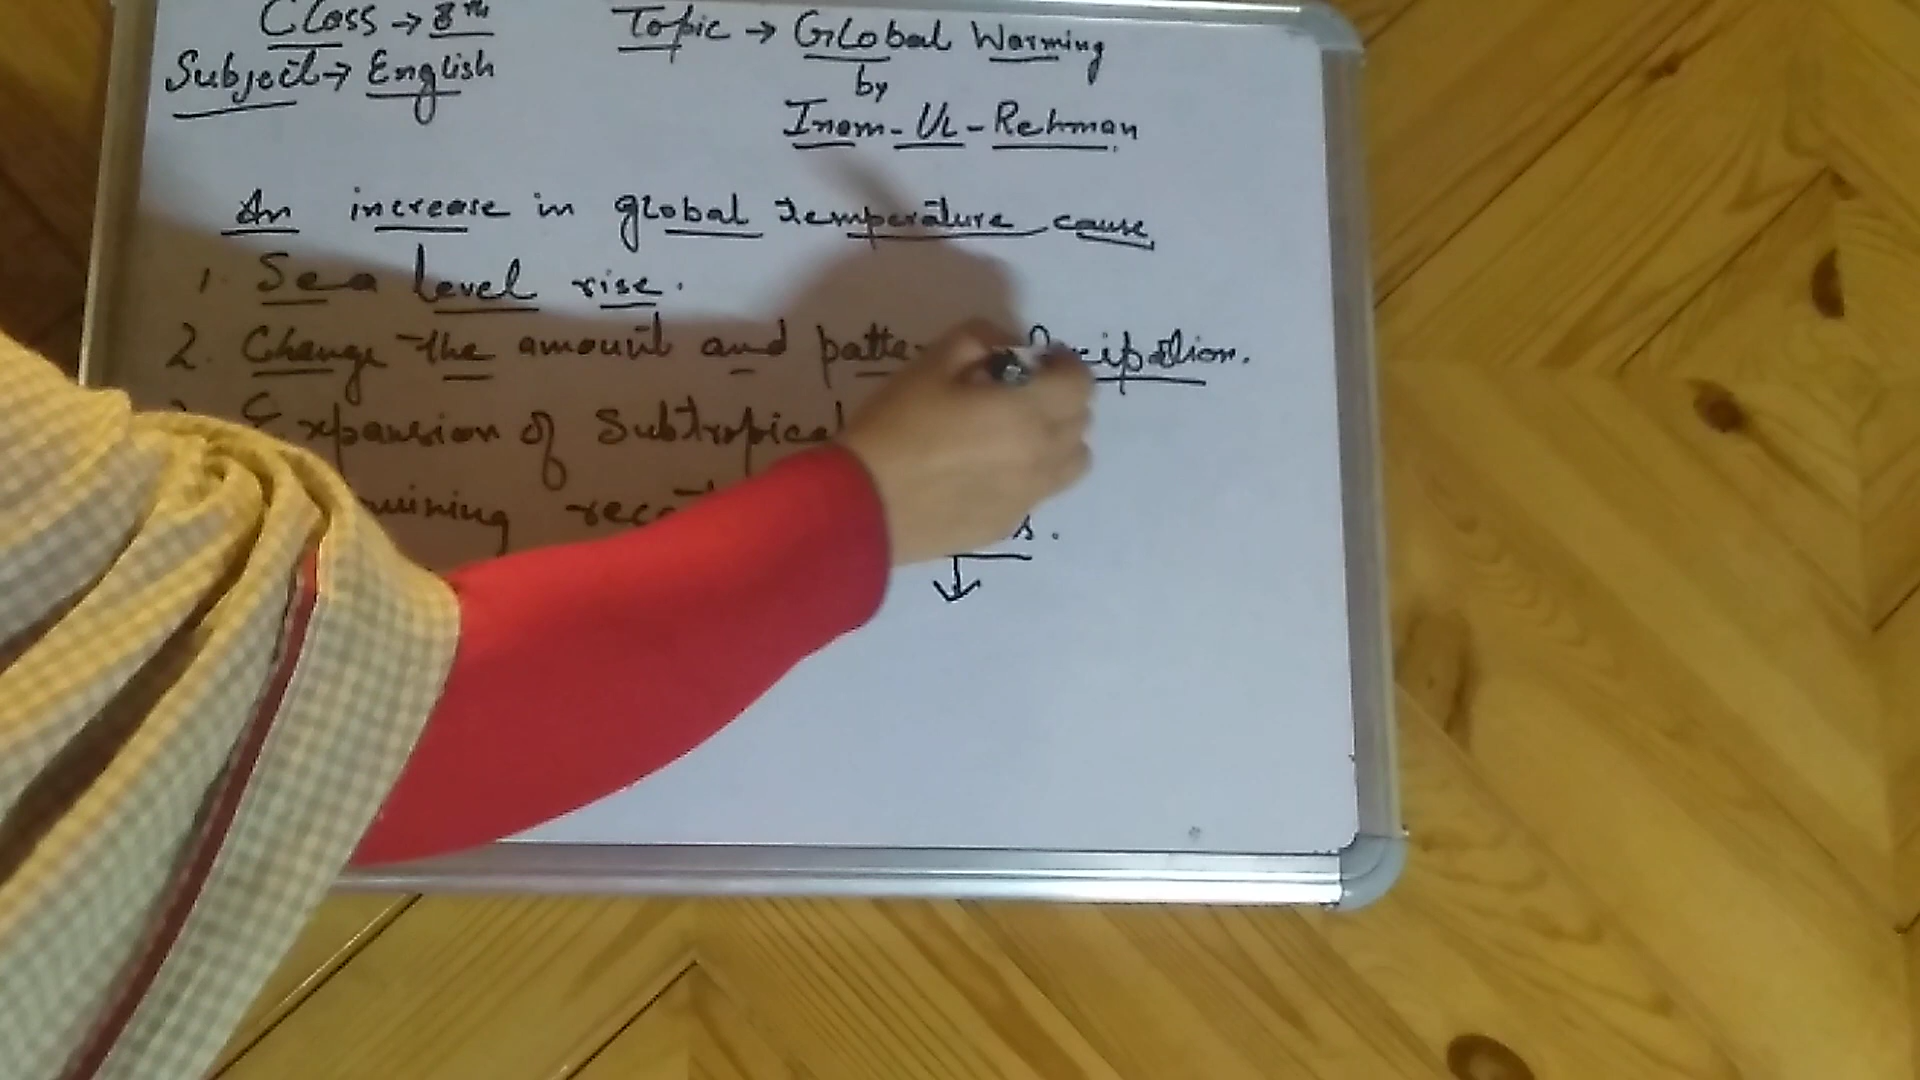 Class → 8th
Subject → English
Topic → Global Warming
by
Inam-Ul-Rehman
An increase in global temperature cause
1. Sea level rise.
2. Change the amount and patte cipation.
Expansion of Subtropical